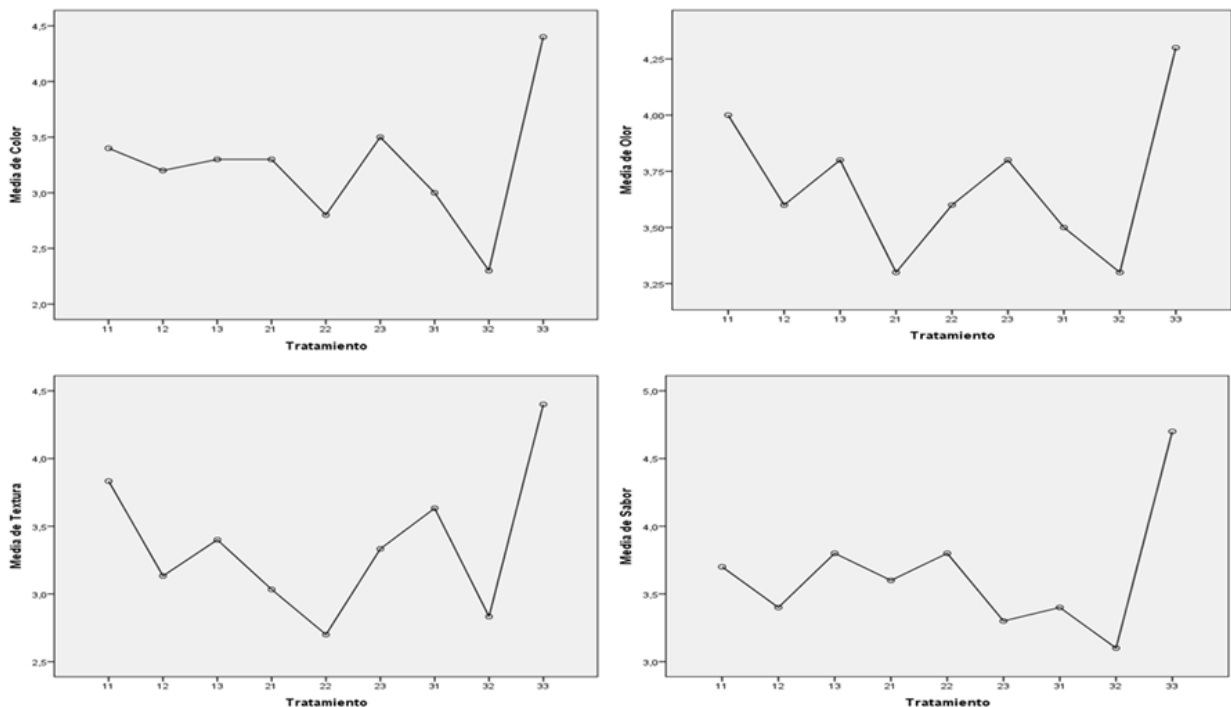 Media de Color
4,5
4,0
3,5
3,0
2,5
2,0
11 12 13 21 22 23 31 32 33
Tratamiento
Media de Olor
4,25
4,00
3,75
3,50
3,25
11 12 13 21 22 23 31 32 33
Tratamiento
Media de Textura
4,5
4,0
3,5
3,0
2,5
11 12 13 21 22 23 31 32 33
Tratamiento
Media de Sabor
5,0
4,5
4,0
3,5
3,0
11 12 13 21 22 23 31 32 33
Tratamiento